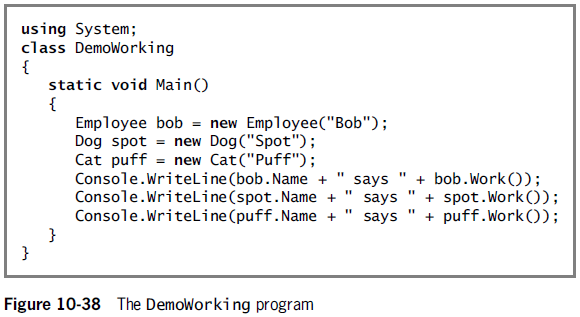 using System;
class DemoWorking
{
   static void Main()
   {
      Employee bob = new Employee("Bob");
      Dog spot = new Dog("Spot");
      Cat puff = new Cat("Puff");
      Console.WriteLine(bob.Name + " says " + bob.Work());
      Console.WriteLine(spot.Name + " says " + spot.Work());
      Console.WriteLine(puff.Name + " says " + puff.Work());
   }
}
Figure 10-38 The DemoWorking program